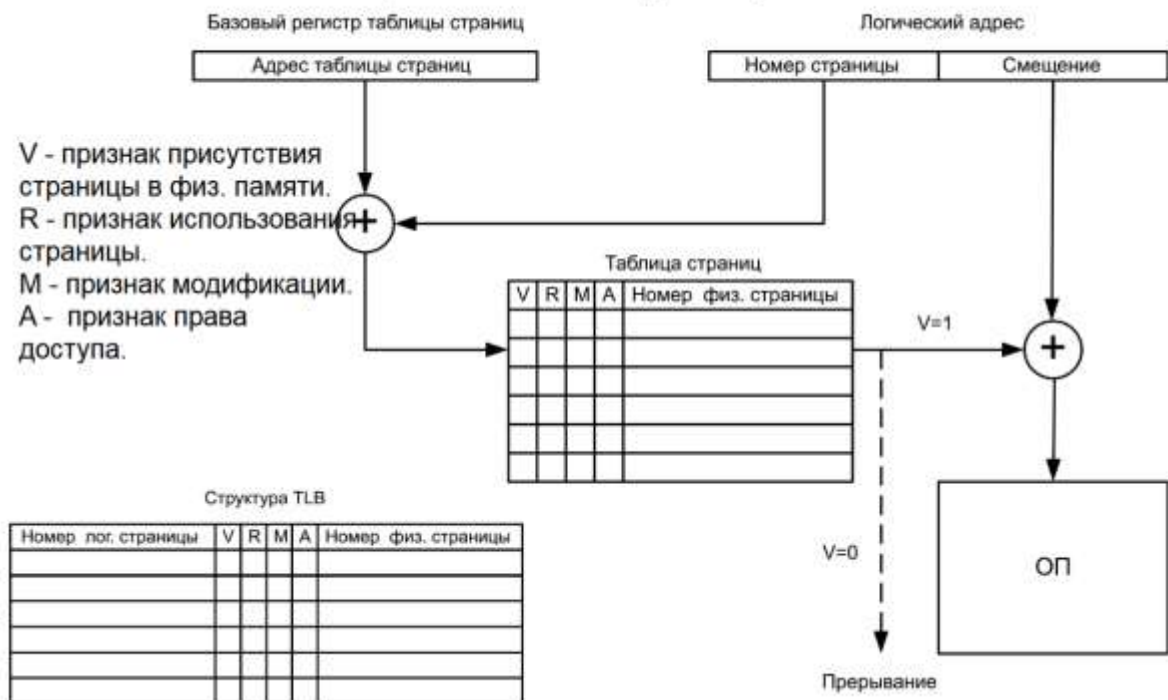 Базовый регистр таблицы страниц
Логический адрес
Адрес таблицы страниц
Номер страницы
Смещение
V - признак присутствия
страницы в физ. памяти.
R - признак использования
страницы.
M - признак модификации.
A - признак права
доступа.
+
Таблица страниц
V R M A Номер физ. страницы
V=1
+
Структура TLB
Номер лог. страницы V R M A Номер физ. страницы
V=0
ОП
Прерывание